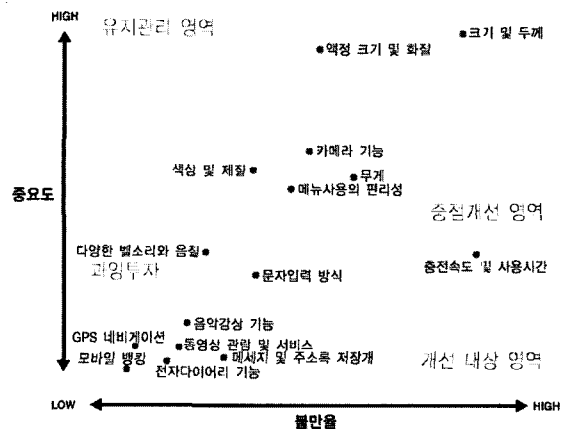 HIGH
유지관리 영역
크기 및 두께
액정 크기 및 화질
카메라 기능
색상 및 제질
무게
메뉴사용의 편리성
중요도
중점개선 영역
다양한 벨소리와 음질
충전속도 및 사용시간
과잉투자
문자입력 방식
음악감상 기능
GPS 네비게이션
동영상 관람 및 서비스
모바일 뱅킹
메세지 및 주소록 저장개
개선 대상 영역
전자다이어리 기능
LOW
HIGH
불만율